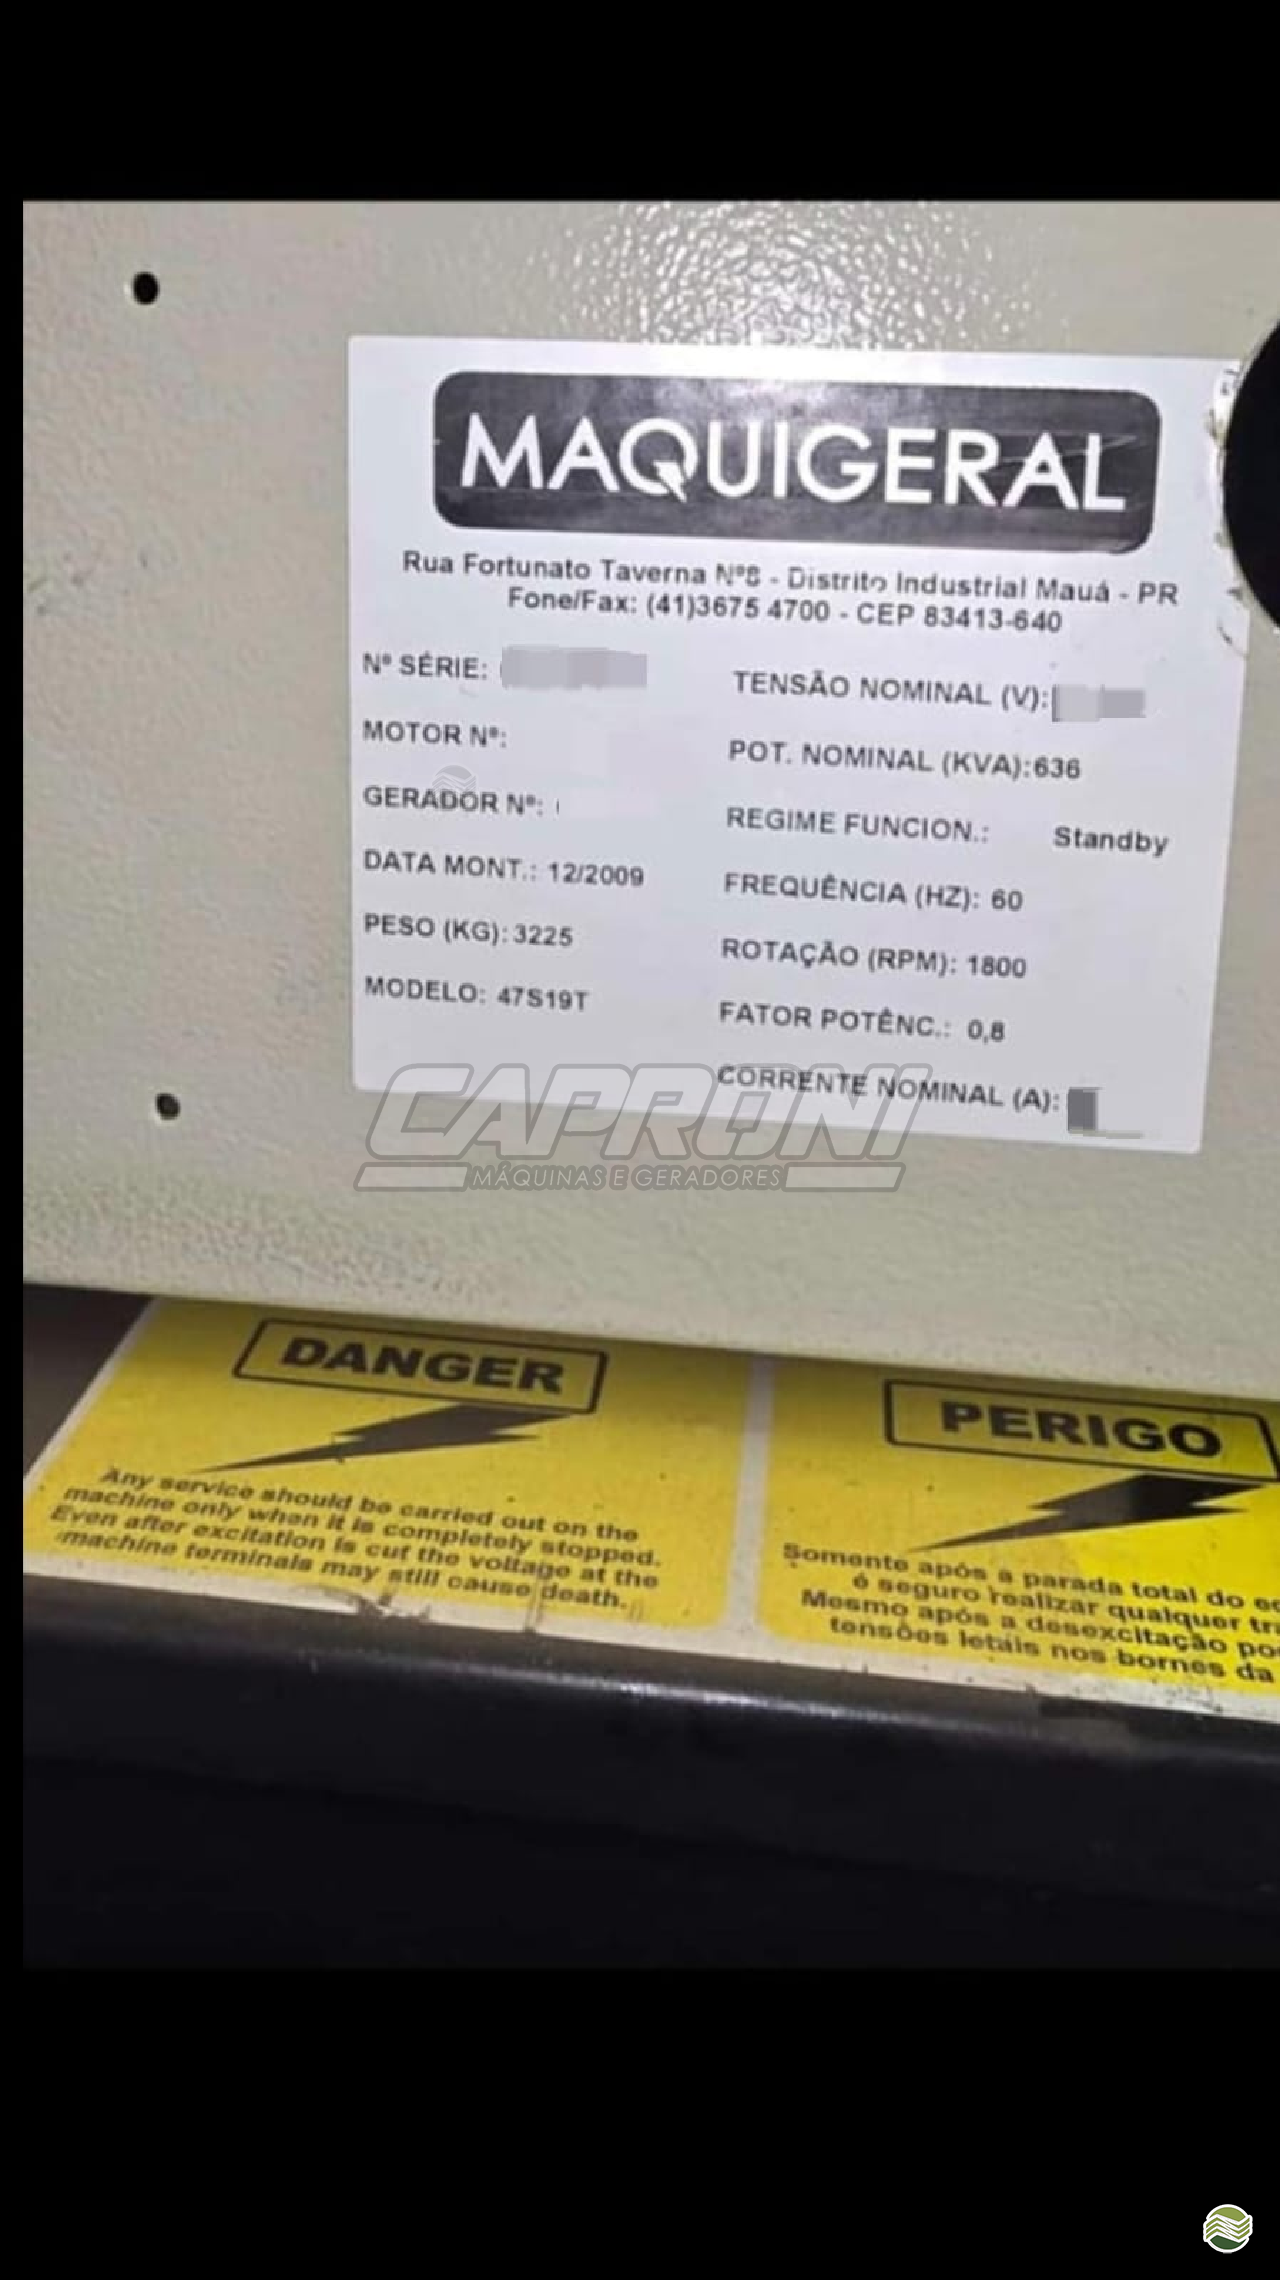 MAQUIGERAL
Rua Fortunato Taverna Nº8 - Distrito Industrial Mauá - PR
Fone/Fax: (41)3675 4700 - CEP 83413-640
Nº SÉRIE:
TENSÃO NOMINAL (V):
MOTOR Nº:
POT. NOMINAL (KVA):636
GERADOR Nº:
REGIME FUNCION.: Standby
DATA MONT.: 12/2009
FREQUÊNCIA (HZ): 60
PESO (KG): 3225
ROTAÇÃO (RPM): 1800
MODELO: 47S19T
FATOR POTÊNC.: 0,8
CORRENTE NOMINAL (A):
CAPRONI
MÁQUINAS E GERADORES
DANGER
Any service should be carried out on the
machine only when it is completely stopped.
Even after excitation is cut the voltage at the
machine terminals may still cause death.
PERIGO
Somente após a parada total do
é seguro realizar qualquer
Mesmo após a desexcitação
tensões letais nos bornes da